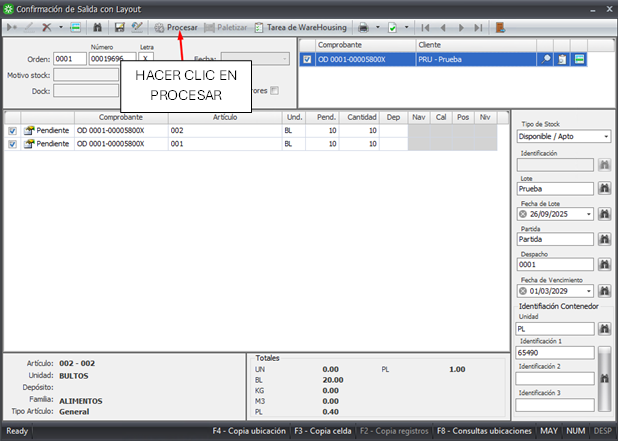 Confirmación de Salida con Layout
Procesar Paletizar Tarea de WareHousing
Número Letra
Orden: 0001 00019696 X Fecha:
Motivo stock:
Dock: rores
HACER CLIC EN
PROCESAR
Comprobante Cliente
OD 0001-00005800X PRU - Prueba
Comprobante Artículo Und. Pend. Cantidad Dep Nav Cal Pos Niv
Pendiente OD 0001-00005800X 002 BL 10 10
Pendiente OD 0001-00005800X 001 BL 10 10
Tipo de Stock
Disponible / Apto
Identificación
Lote
Prueba
Fecha de Lote
26/09/2025
Partida
Partida
Despacho
0001
Fecha de Vencimiento
01/03/2029
Identifiación Contenedor
Unidad
PL
Identificación 1
65490
Identificación 2
Identificación 3
Artículo: 002 - 002
Unidad: BULTOS
Depósito:
Familia: ALIMENTOS
Tipo Artículo: General
Totales
UN 0.00 PL 1.00
BL 20.00
KG 0.00
M3 0.00
PL 0.40
Ready F4 - Copia ubicación F3 - Copia celda F2 - Copia registros F8 - Consultas ubicaciones MAY NUM DESP